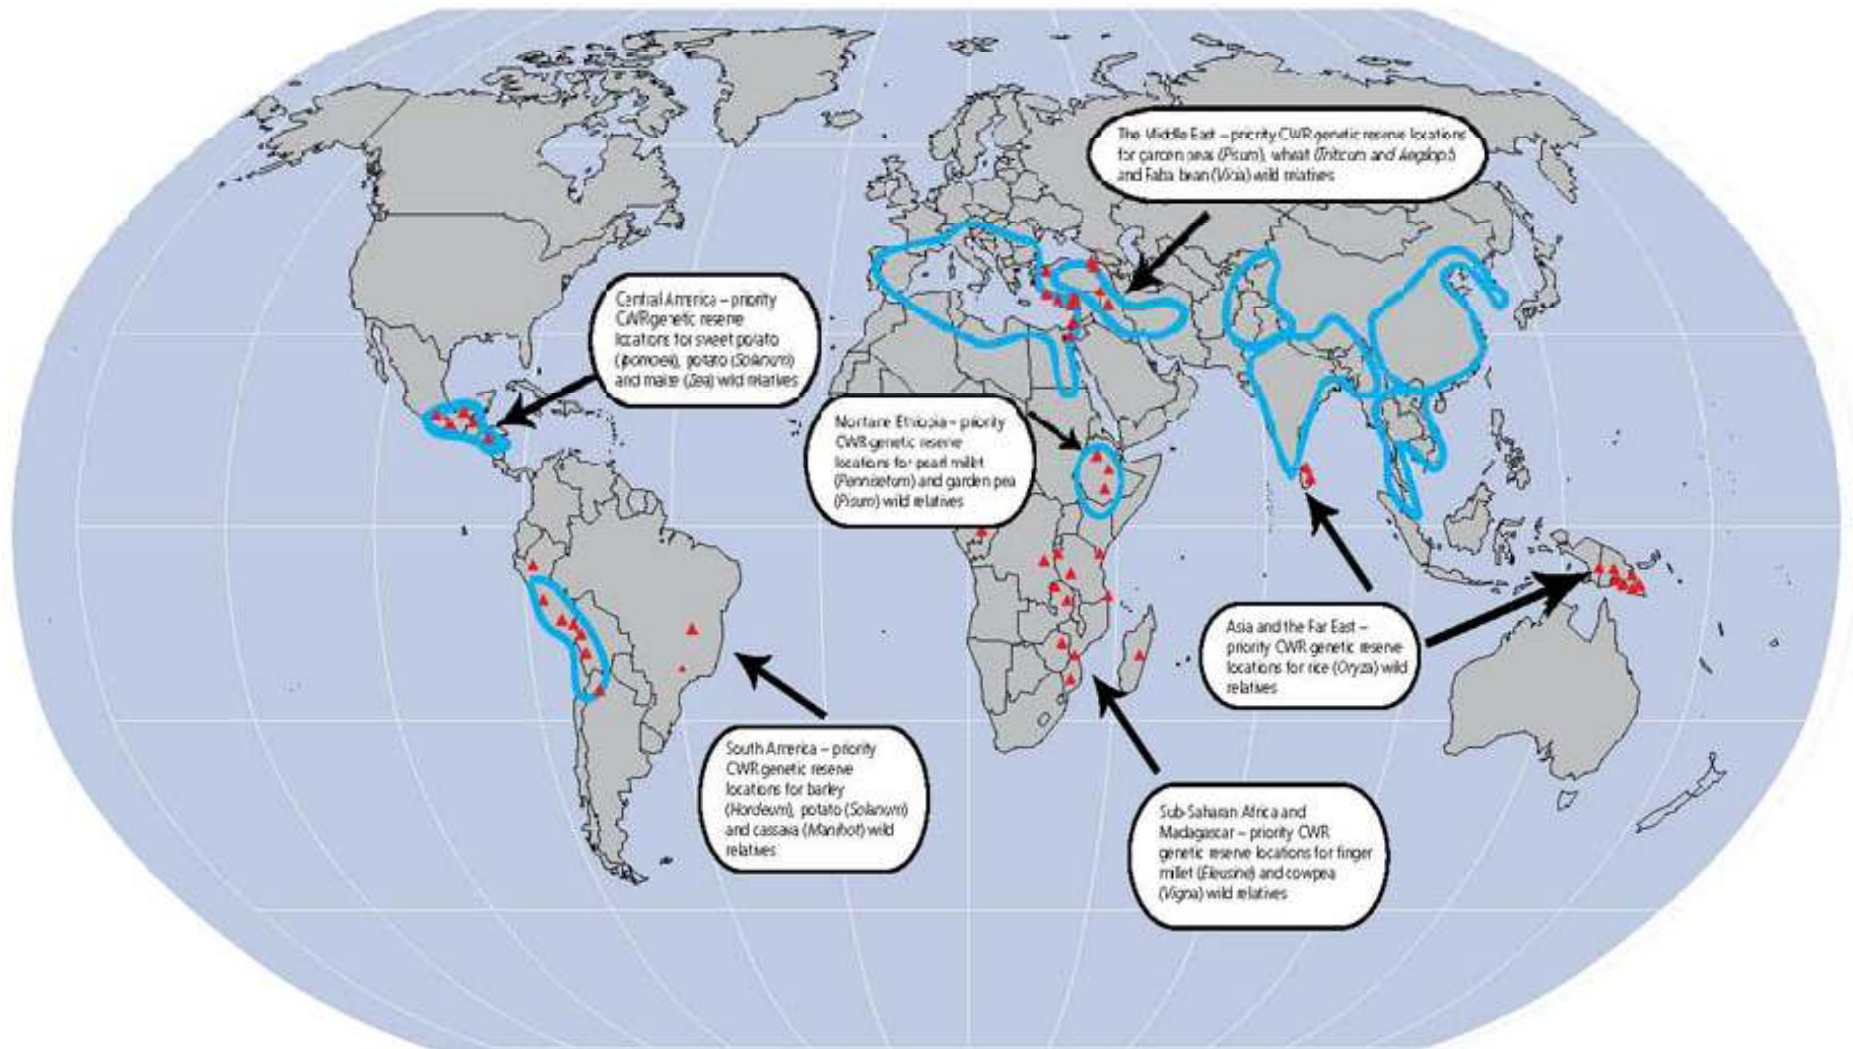 The Middle East – priority CWR genetic reserve locations
for garden peas (Pisum), wheat (Triticum and Aegilops)
and Faba bean (Vicia) wild relatives
Central America – priority
CWR genetic reserve
locations for sweet potato
(Ipomoea), potato (Solanum)
and maize (Zea) wild relatives
Montane Ethiopia – priority
CWR genetic reserve
locations for pearl millet
(Pennisetum) and garden pea
(Pisum) wild relatives
Asia and the Far East –
priority CWR genetic reserve
locations for rice (Oryza) wild
relatives
South America – priority
CWR genetic reserve
locations for barley
(Hordeum), potato (Solanum)
and cassava (Manihot) wild
relatives
Sub-Saharan Africa and
Madagascar – priority CWR
genetic reserve locations for finger
millet (Eleusine) and cowpea
(Vigna) wild relatives